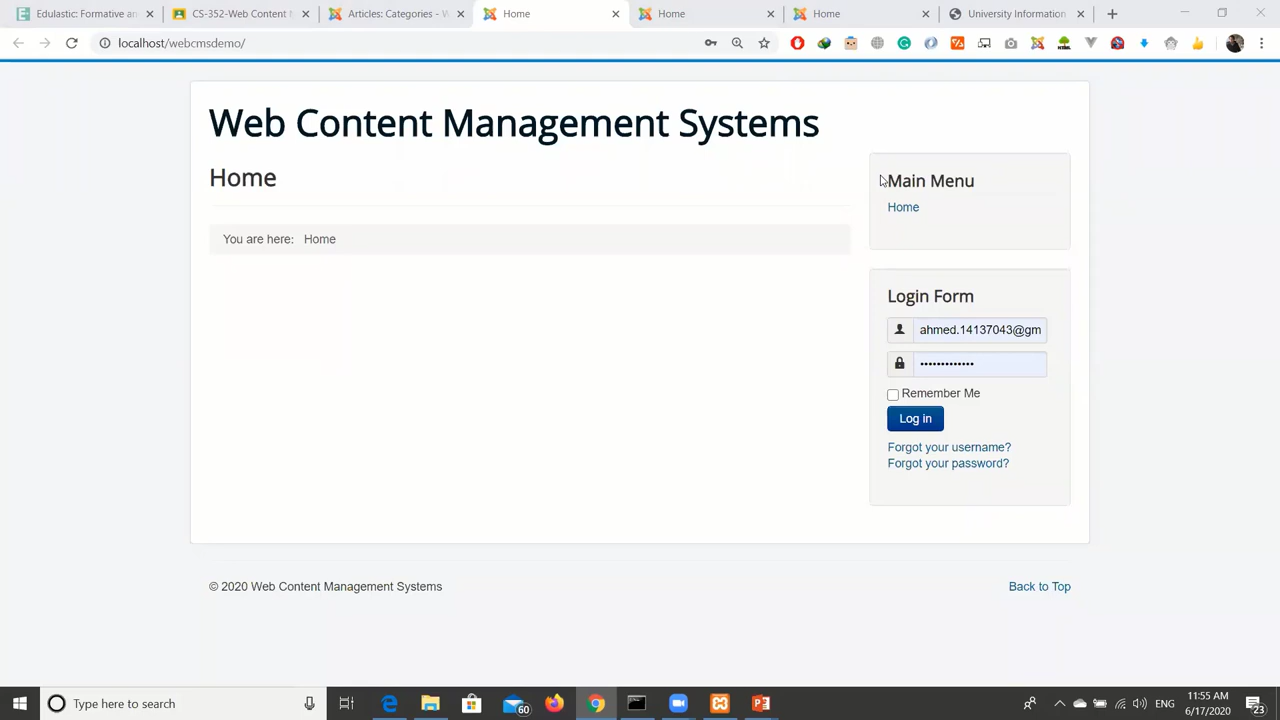 Edulastic: Formative an
CS-352-Web Content M
Articles: Categories - W
Home
Home
Home
University Information
localhost/webcmsdemo/
Web Content Management Systems
Home
You are here: Home
Main Menu
Home
Login Form
ahmed.14137043@gm
•••••••••••••
Remember Me
Log in
Forgot your username?
Forgot your password?
© 2020 Web Content Management Systems
Back to Top
Type here to search
60
ENG
11:55 AM
6/17/2020
23